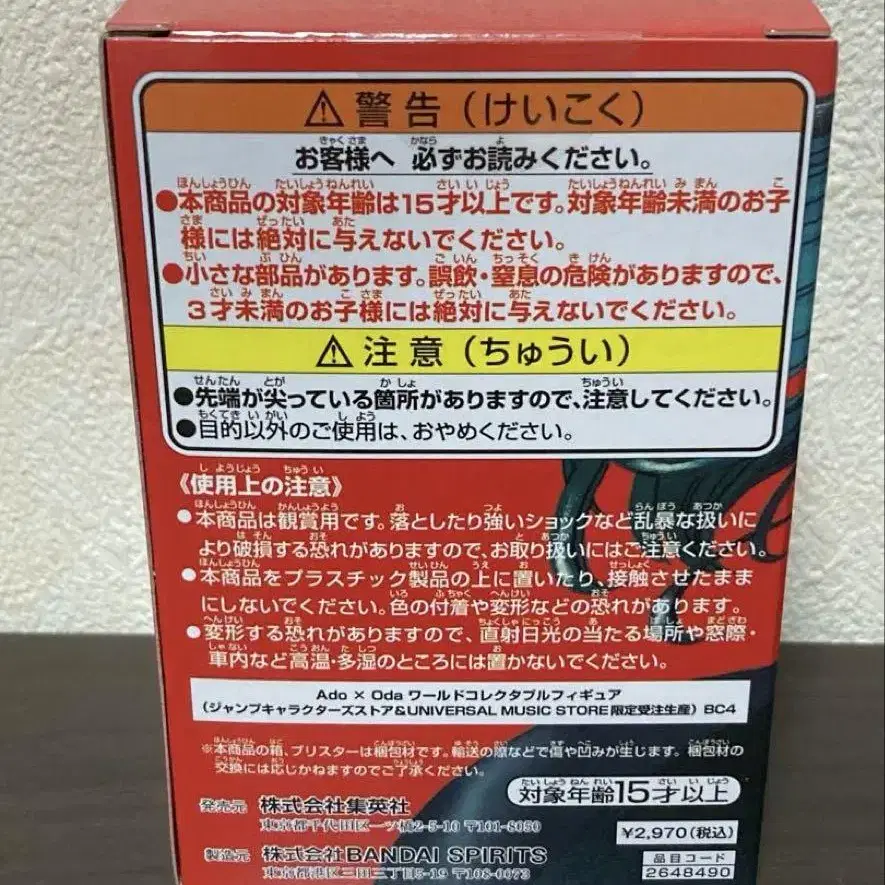 ⚠警告（けいこく）
お客様へ 必ずお読みください。
●本商品の対象年齢は15才以上です。対象年齢未満のお子
様には絶対に与えないでください。
●小さな部品があります。誤飲・窒息の危険がありますので、
３才未満のお子様には絶対に与えないでください。
⚠注意（ちゅうい）
●先端が尖っている箇所がありますので、注意してください。
●目的以外のご使用は、おやめください。
《使用上の注意》
●本商品は観賞用です。落としたり強いショックなど乱暴な扱いに
より破損する恐れがありますので、お取り扱いにはご注意ください。
●本商品をプラスチック製品の上に置いたり、接触させたまま
にしないでください。色の付着や変形などの恐れがあります。
●変形する恐れがありますので、直射日光の当たる場所や窓際・
車内など高温・多湿のところには置かないでください。
Ado × Oda ワールドコレクタブルフィギュア
（ジャンプキャラクターズストア&UNIVERSAL MUSIC STORE限定受注生産）BC4
※本商品の箱、ブリスターは梱包材です。輸送の際などで傷や凹みが生じます。梱包材の
交換には応じかねますのでご了承ください。
対象年齢15才以上
発売元 株式会社集英社
東京都千代田区一ツ橋2-5-10 〒101-8050
¥2,970(税込)
製造元 株式会社BANDAI SPIRITS
東京都港区三田三丁目5-19 〒108-0073
品目コード
2648490